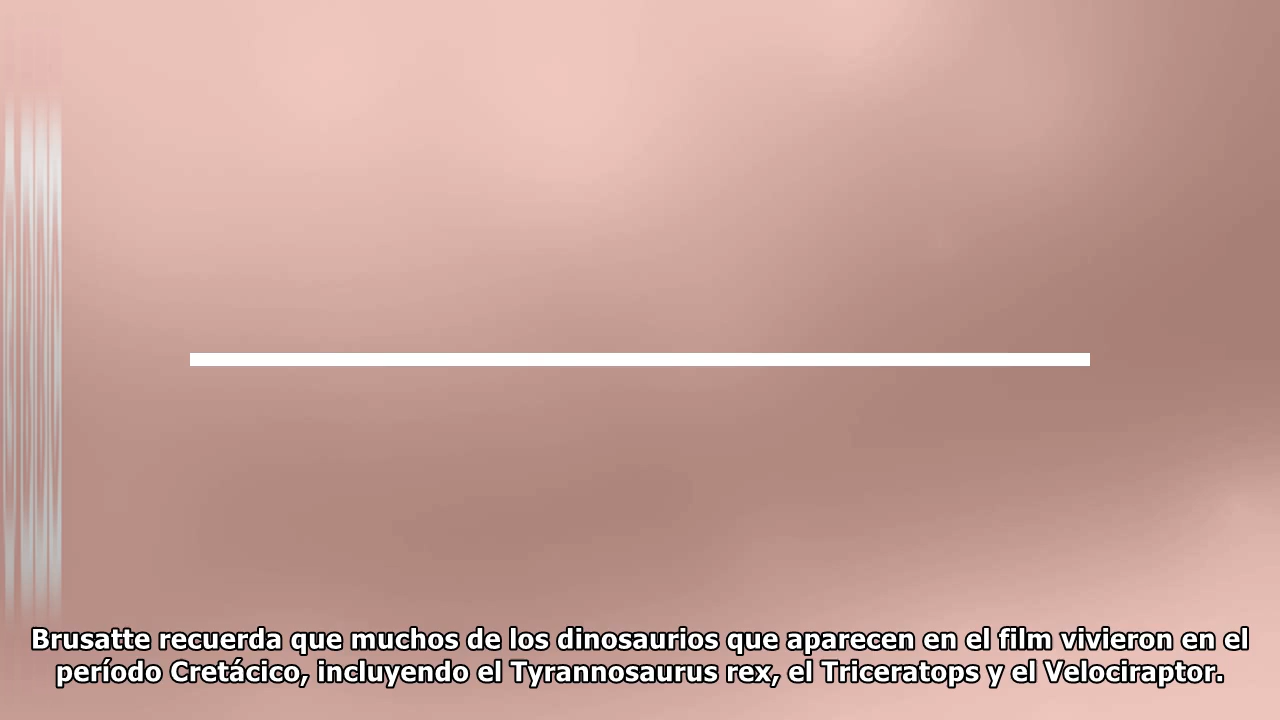 Brusatte recuerda que muchos de los dinosaurios que aparecen en el film vivieron en el
período Cretácico, incluyendo el Tyrannosaurus rex, el Triceratops y el Velociraptor.